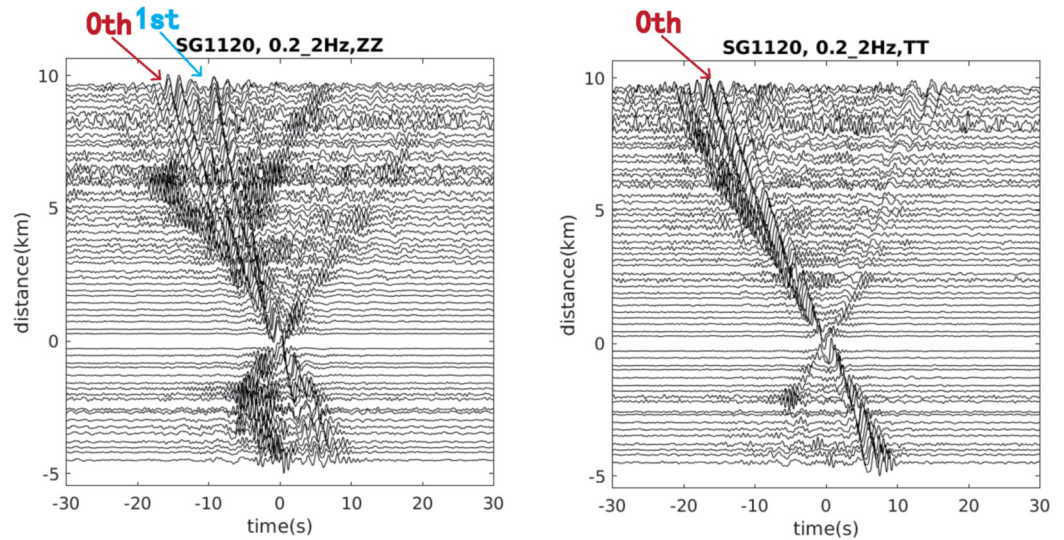 0th 1st
SG1120, 0.2_2Hz,ZZ
distance(km)
10
5
0
-5
-30 -20 -10 0 10 20 30
time(s)
0th
SG1120, 0.2_2Hz,TT
distance(km)
10
5
0
-5
-30 -20 -10 0 10 20 30
time(s)